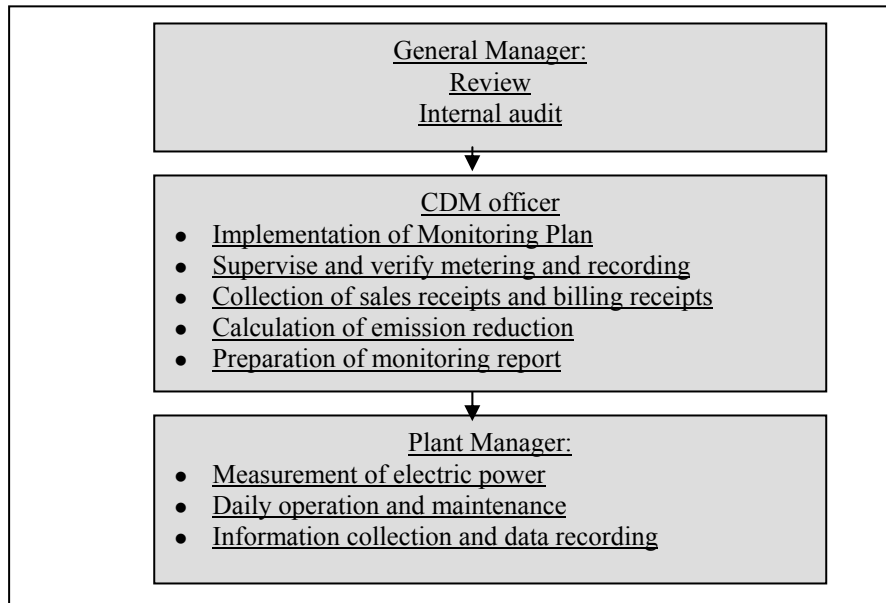 General Manager:
Review
Internal audit
CDM officer
● Implementation of Monitoring Plan
● Supervise and verify metering and recording
● Collection of sales receipts and billing receipts
● Calculation of emission reduction
● Preparation of monitoring report
Plant Manager:
● Measurement of electric power
● Daily operation and maintenance
● Information collection and data recording